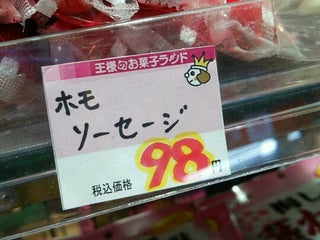 王様のお菓子ランド
ホモ
ソーセージ
税込価格 98円